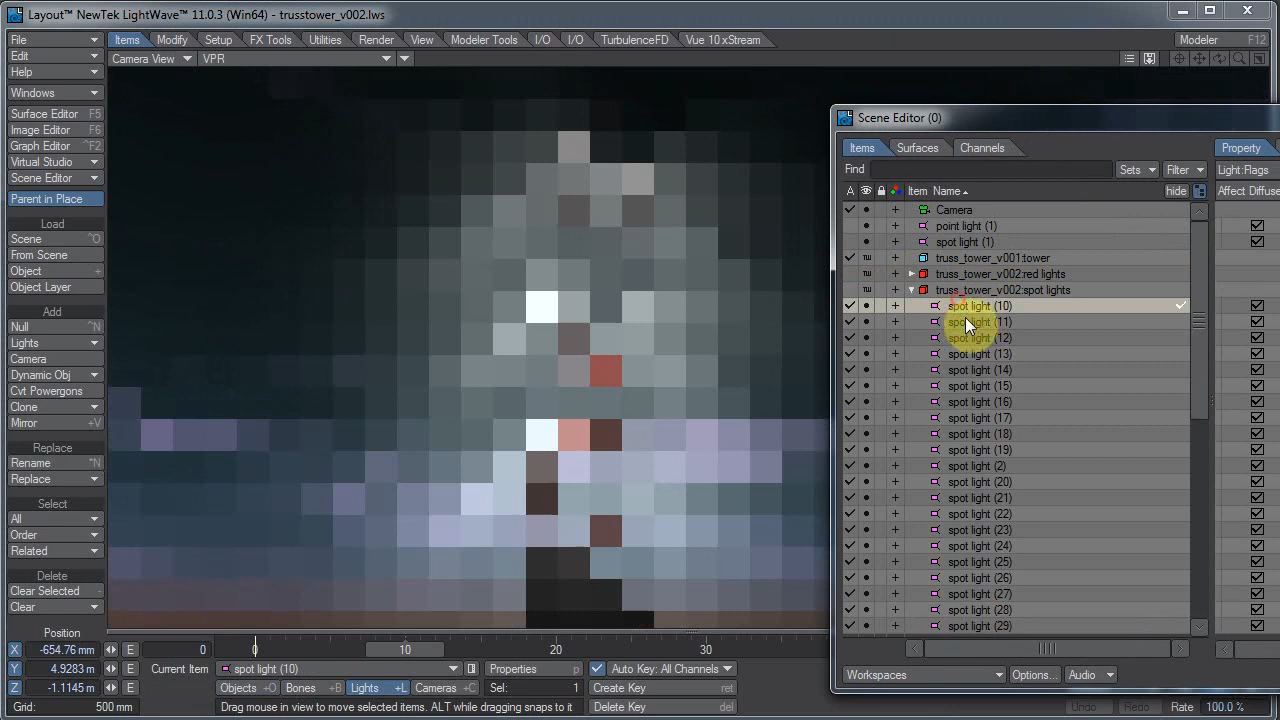 Layout™ NewTek LightWave™ 11.0.3 (Win64) - trusstower_v002.lws
File Items Modify Setup FX Tools Utilities Render View Modeler Tools I/O I/O TurbulenceFD Vue 10 xStream Modeler F12
Edit Camera View VPR
Help
Windows
Surface Editor F5
Image Editor F6
Graph Editor ^F2
Virtual Studio
Scene Editor
Parent in Place
Load
Scene ^O
From Scene
Object +
Object Layer
Add
Null ^N
Lights
Camera
Dynamic Obj
Cvt Powergons
Clone
Mirror +V
Replace
Rename ^N
Replace
Select
All
Order
Related
Delete
Clear Selected -
Clear
Scene Editor (0)
Items Surfaces Channels Property
Find Sets Filter Light:Flags
A Item Name hide Affect Diffuse
Camera
point light (1)
spot light (1)
truss_tower_v001:tower
truss_tower_v002:red lights
truss_tower_v002:spot lights
spot light (10)
spot light (11)
spot light (12)
spot light (13)
spot light (14)
spot light (15)
spot light (16)
spot light (17)
spot light (18)
spot light (19)
spot light (2)
spot light (20)
spot light (21)
spot light (22)
spot light (23)
spot light (24)
spot light (25)
spot light (26)
spot light (27)
spot light (28)
spot light (29)
Workspaces Options... Audio
Position
X -654.76 mm E 0 0 10 20 30
Y 4.9283 m E Current Item spot light (10) Properties p Auto Key: All Channels
Z -1.1145 m E Objects +O Bones +B Lights +L Cameras +C Sel: 1 Create Key ret
Grid: 500 mm Drag mouse in view to move selected items. ALT while dragging snaps to it Delete Key del Undo Redo Rate 100.0 %